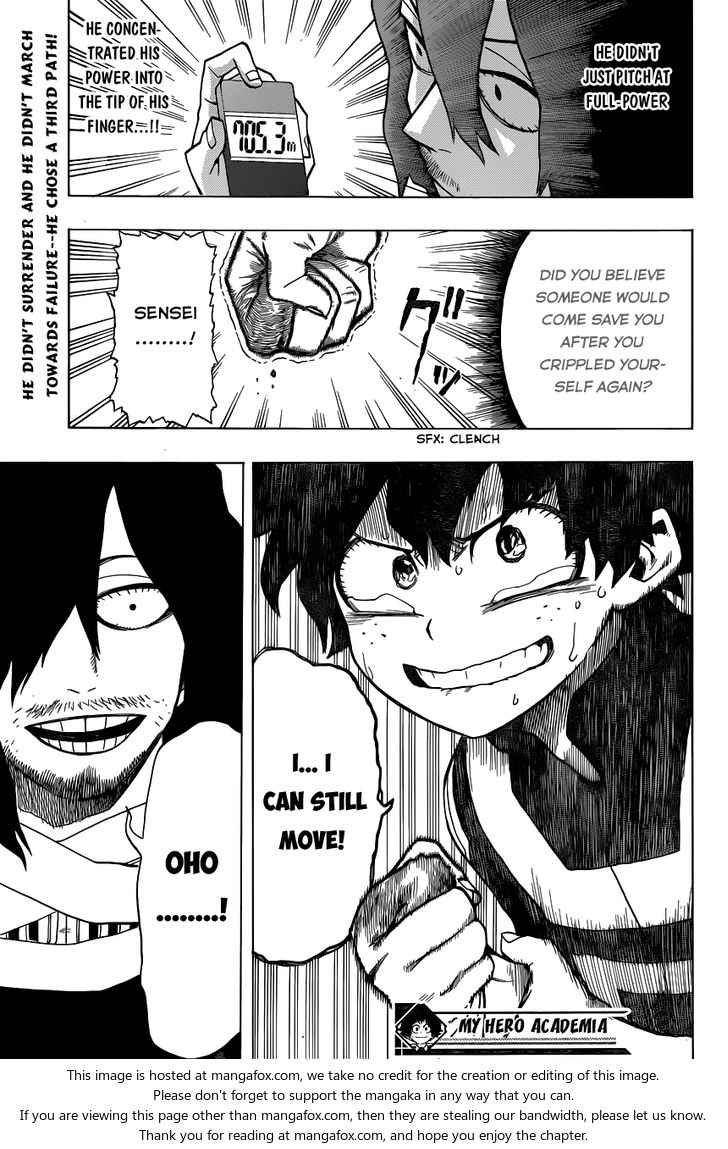 HE DIDN'T SURRENDER AND HE DIDN'T MARCH
TOWARDS FAILURE--HE CHOSE A THIRD PATH!
HE DIDN'T
JUST PITCH AT
FULL-POWER
HE CONCEN-
TRATED HIS
POWER INTO
THE TIP OF HIS
FINGER...!!
705.3m
DID YOU BELIEVE
SOMEONE WOULD
COME SAVE YOU
AFTER YOU
CRIPPLED YOUR-
SELF AGAIN?
グッ
SENSEI
.........!
SFX: CLENCH
I... I
CAN STILL
MOVE!
OHO
.........!
MY HERO ACADEMIA
This image is hosted at mangafox.com, we take no credit for the creation or editing of this image.
Please don't forget to support the mangaka in any way that you can.
If you are viewing this page other than mangafox.com, then they are stealing our bandwidth, please let us know.
Thank you for reading at mangafox.com, and hope you enjoy the chapter.